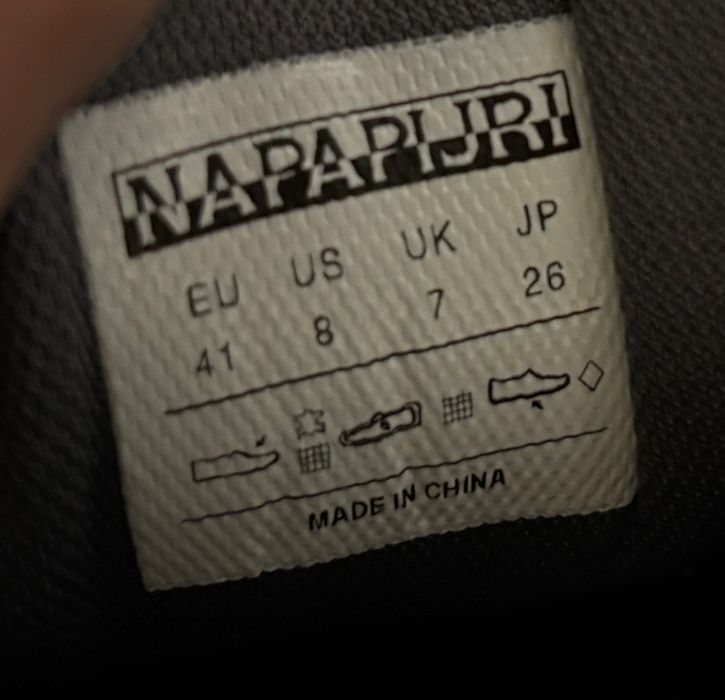 NAPAPIJRI
EU US UK JP
41 8 7 26
MADE IN CHINA